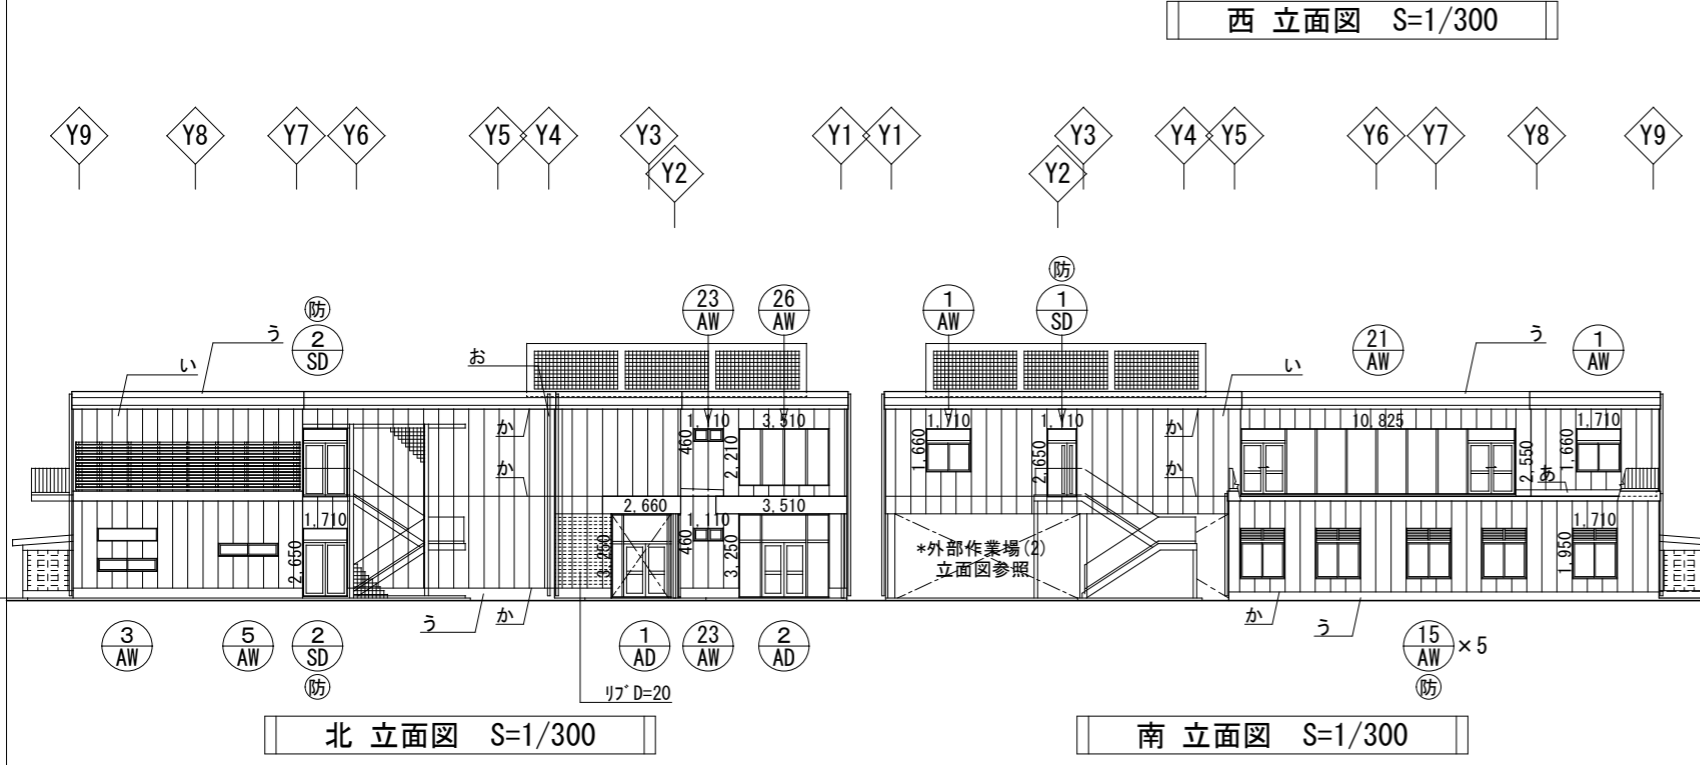 西 立面図 S=1/300
Y9 Y8 Y7 Y6 Y5 Y4 Y3 Y1 Y1 Y3 Y4 Y5 Y6 Y7 Y8 Y9
Y2 Y2
防
防
23 AW
26 AW
1 AW
1 SD
2 SD
21 AW
1 AW
う
お
う
い
い
1,710 3,510 1,710 1,710 10,825 1,710
か
か
460
2,210
1,660
2,650
2,550
1,660
か
か
あ
1,710
2,660
1,110
3,510
1,710
2,650
3,250
460
3,250
1,950
*外部作業場(2)
立面図参照
う
か
か
う
3 AW
5 AW
2 SD
1 AD
23 AW
2 AD
15 AW ×5
防
防
リブD=20
北 立面図 S=1/300
南 立面図 S=1/300